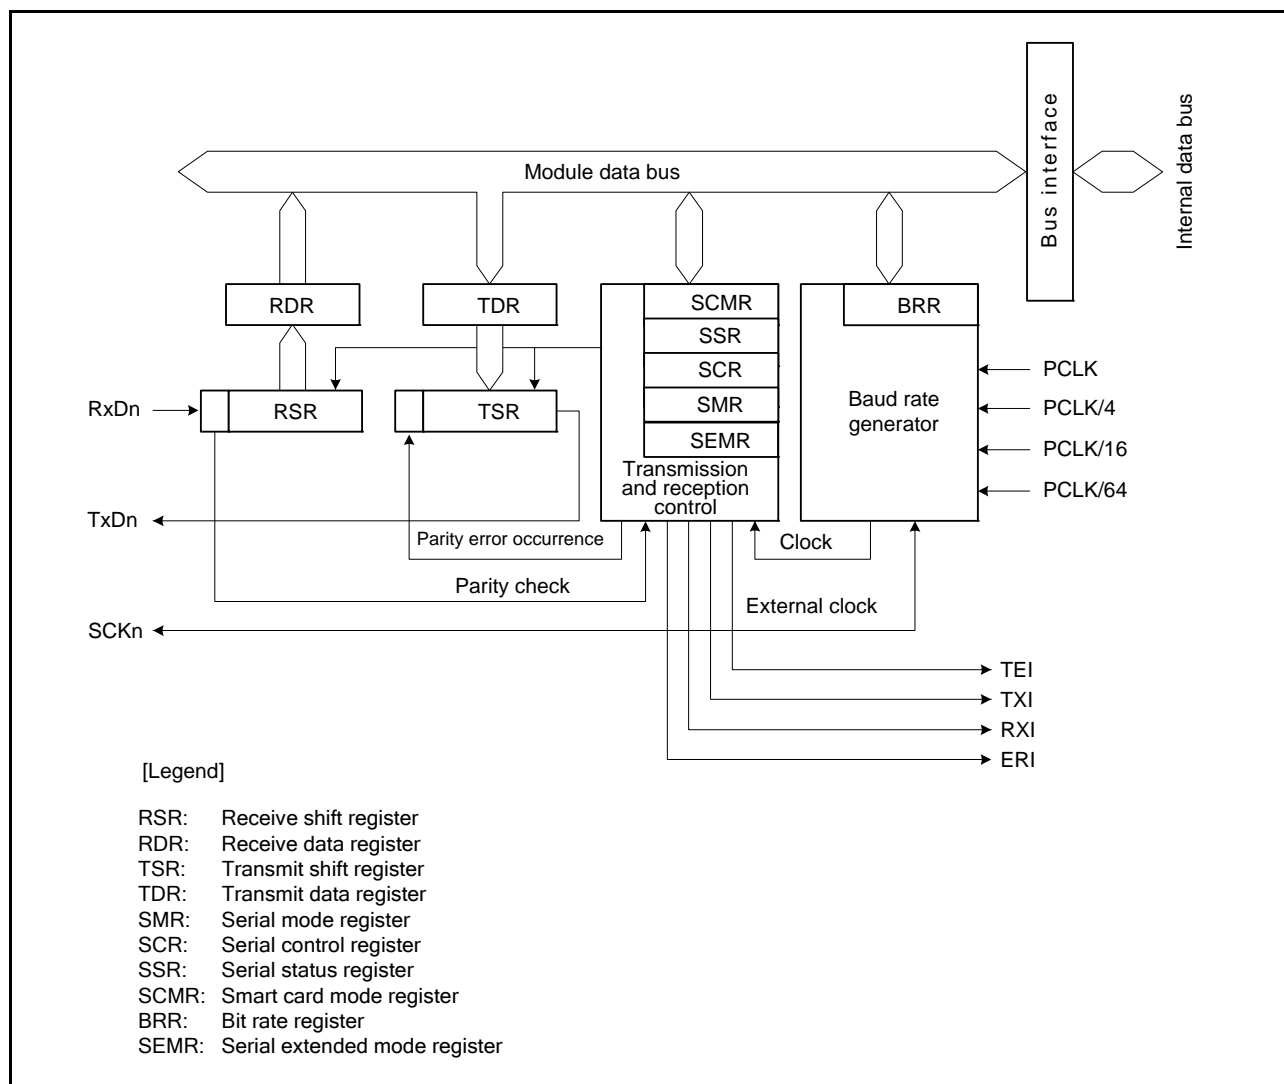 Bus interface
Internal data bus
Module data bus
RDR
TDR
SCMR
BRR
SSR
SCR
SMR
SEMR
RSR
TSR
Transmission
and reception
control
Baud rate
generator
PCLK
PCLK/4
PCLK/16
PCLK/64
RxDn
TxDn
SCKn
Parity error occurrence
Clock
Parity check
External clock
TEI
TXI
RXI
ERI
[Legend]
RSR: Receive shift register
RDR: Receive data register
TSR: Transmit shift register
TDR: Transmit data register
SMR: Serial mode register
SCR: Serial control register
SSR: Serial status register
SCMR: Smart card mode register
BRR: Bit rate register
SEMR: Serial extended mode register